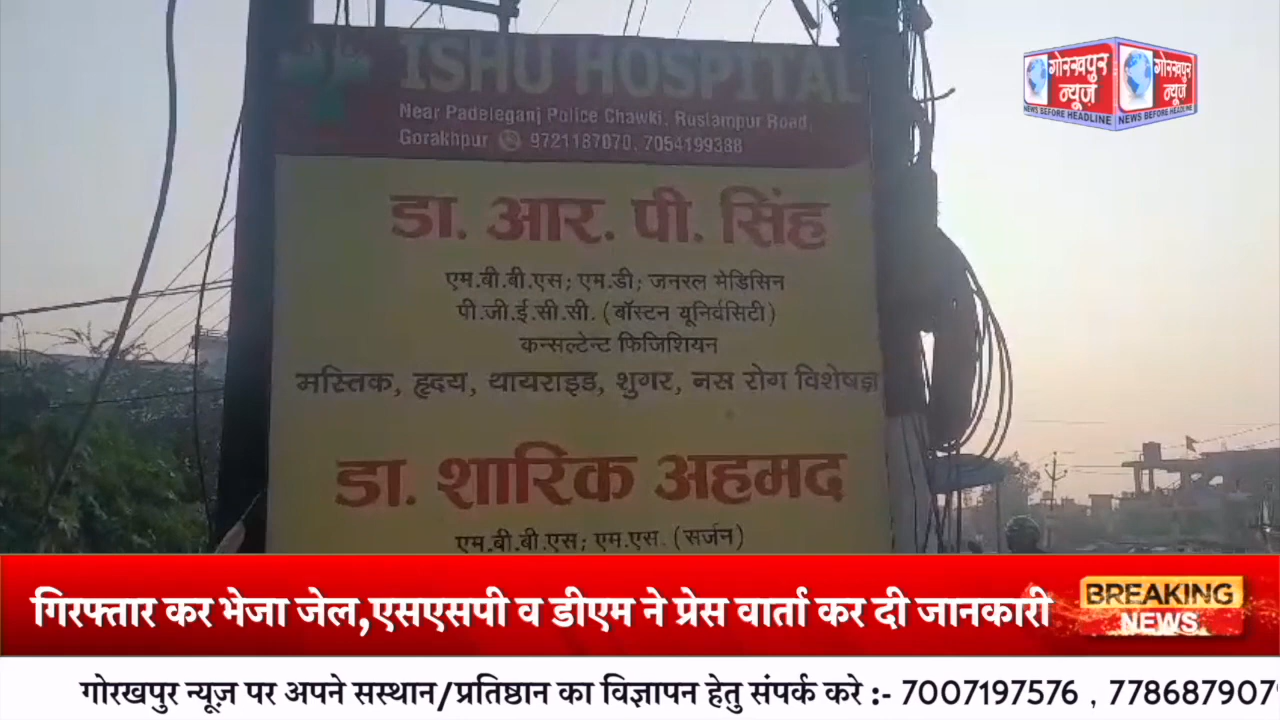 ISHU HOSPITAL
Near Padaleganj Police Chawki, Rustampur Road,
Gorakhpur 9721187070, 7054199388
डा. आर. पी. सिंह
एम.बी.बी.एस; एम.डी; जनरल मेडिसिन
पी.जी.ई.सी.सी. (बॉस्टन यूनिर्वसिटी)
कन्सल्टेन्ट फिजिशियन
मस्तिक, हृदय, थायराइड, शुगर, नस रोग विशेषज्ञ
डा. शारिक अहमद
एम.बी.बी.एस; एम.एस. (सर्जन)
गोरखपुर न्यूज़ गोरखपुर न्यूज़
NEWS BEFORE HEADLINE NEWS BEFORE HEADLINE
गिरफ्तार कर भेजा जेल,एसएसपी व डीएम ने प्रेस वार्ता कर दी जानकारी
BREAKING
NEWS
गोरखपुर न्यूज़ पर अपने सस्थान/प्रतिष्ठान का विज्ञापन हेतु संपर्क करे :- 7007197576 , 778687907